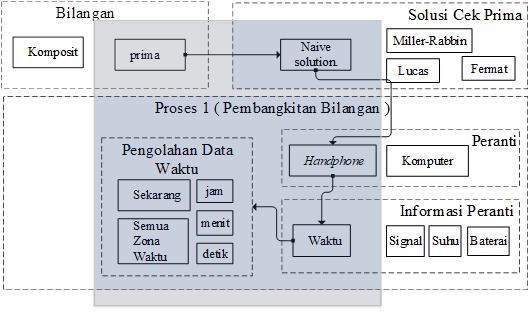 Bilangan
Solusi Cek Prima
Komposit
prima
Naive
solution.
Miller-Rabbin
Lucas
Fermat
Proses 1 ( Pembangkitan Bilangan )
Pengolahan Data
Waktu
Sekarang
jam
Semua
Zona
Waktu
menit
detik
Peranti
Handphone
Komputer
Informasi Peranti
Waktu
Signal
Suhu
Baterai